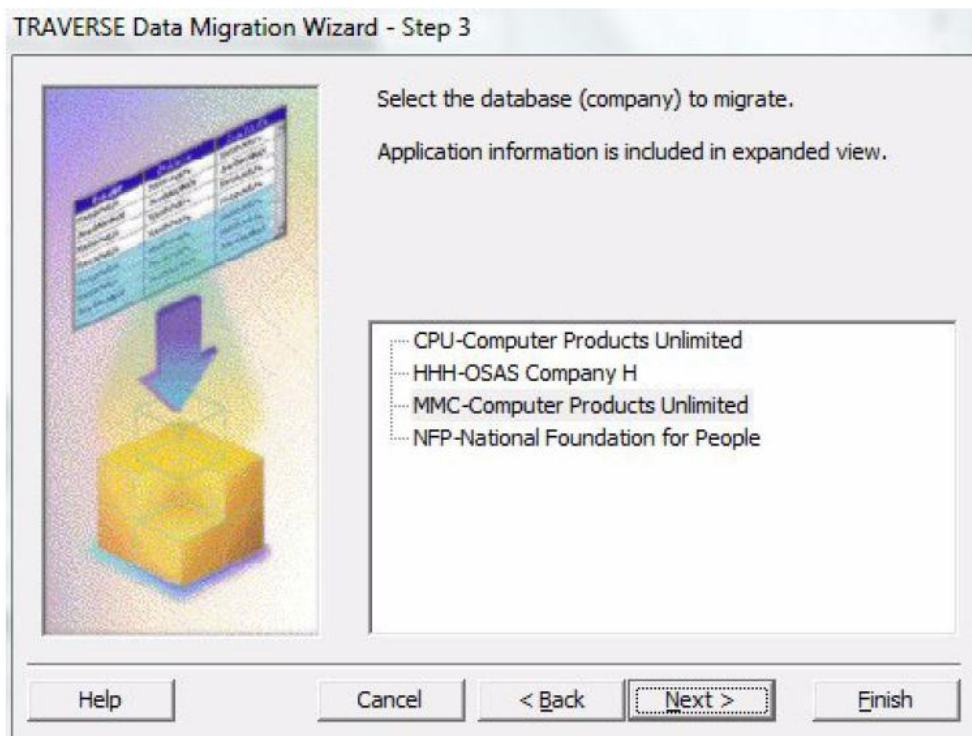 TRAVERSE Data Migration Wizard - Step 3
Select the database (company) to migrate.
Application information is included in expanded view.
CPU-Computer Products Unlimited
HHH-OSAS Company H
MMC-Computer Products Unlimited
NFP-National Foundation for People
Help
Cancel
< Back
Next >
Finish